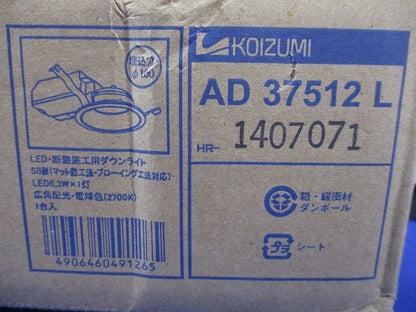 埋込穴
φ100
LED・断熱施工用ダウンライト
SB形(マット敷工法・ブローイング工法対応)
LED6.3W×1灯
広角配光・電球色(2700K)
1台入
4906460491265
KOIZUMI
AD 37512 L
HR- 1407071
箱・緩衝材
ダンボール
プラ
シート